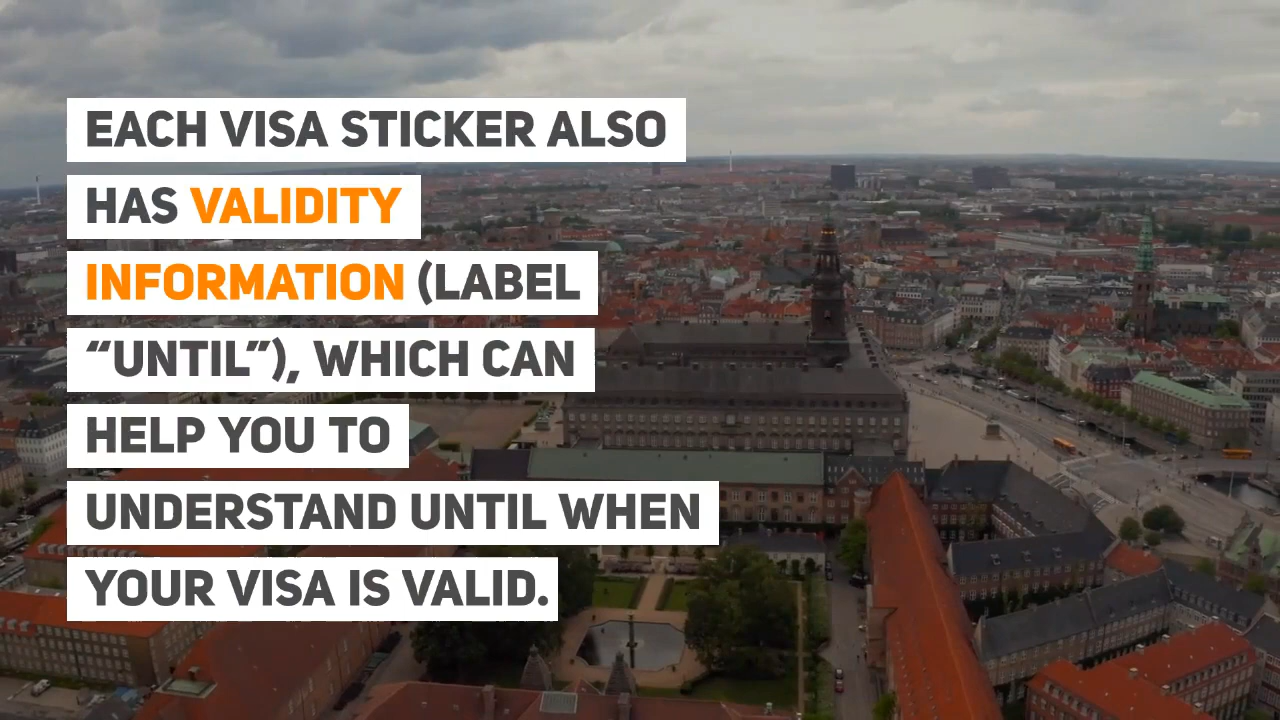 EACH VISA STICKER ALSO
HAS VALIDITY
INFORMATION (LABEL
“UNTIL”), WHICH CAN
HELP YOU TO
UNDERSTAND UNTIL WHEN
YOUR VISA IS VALID.